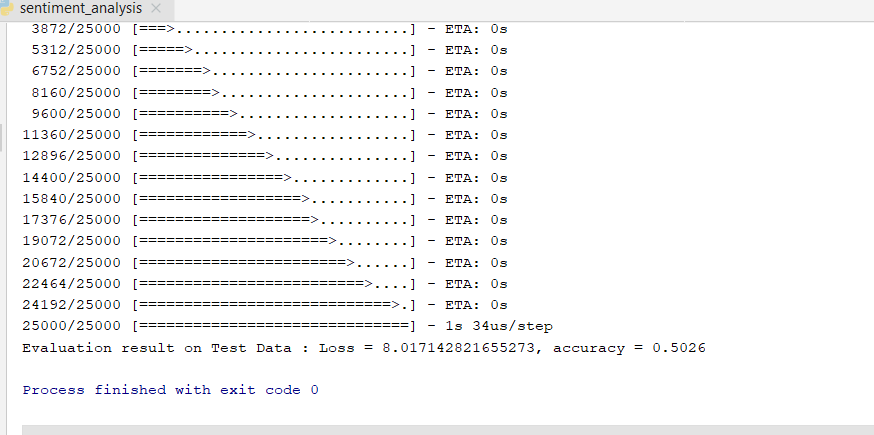 sentiment_analysis ×
3872/25000 [===>..........................] - ETA: 0s
5312/25000 [=====>........................] - ETA: 0s
6752/25000 [=======>......................] - ETA: 0s
8160/25000 [========>.....................] - ETA: 0s
9600/25000 [==========>...................] - ETA: 0s
11360/25000 [============>.................] - ETA: 0s
12896/25000 [==============>...............] - ETA: 0s
14400/25000 [================>.............] - ETA: 0s
15840/25000 [==================>...........] - ETA: 0s
17376/25000 [===================>..........] - ETA: 0s
19072/25000 [=====================>........] - ETA: 0s
20672/25000 [=======================>......] - ETA: 0s
22464/25000 [=========================>....] - ETA: 0s
24192/25000 [============================>.] - ETA: 0s
25000/25000 [==============================] - 1s 34us/step
Evaluation result on Test Data : Loss = 8.017142821655273, accuracy = 0.5026
Process finished with exit code 0